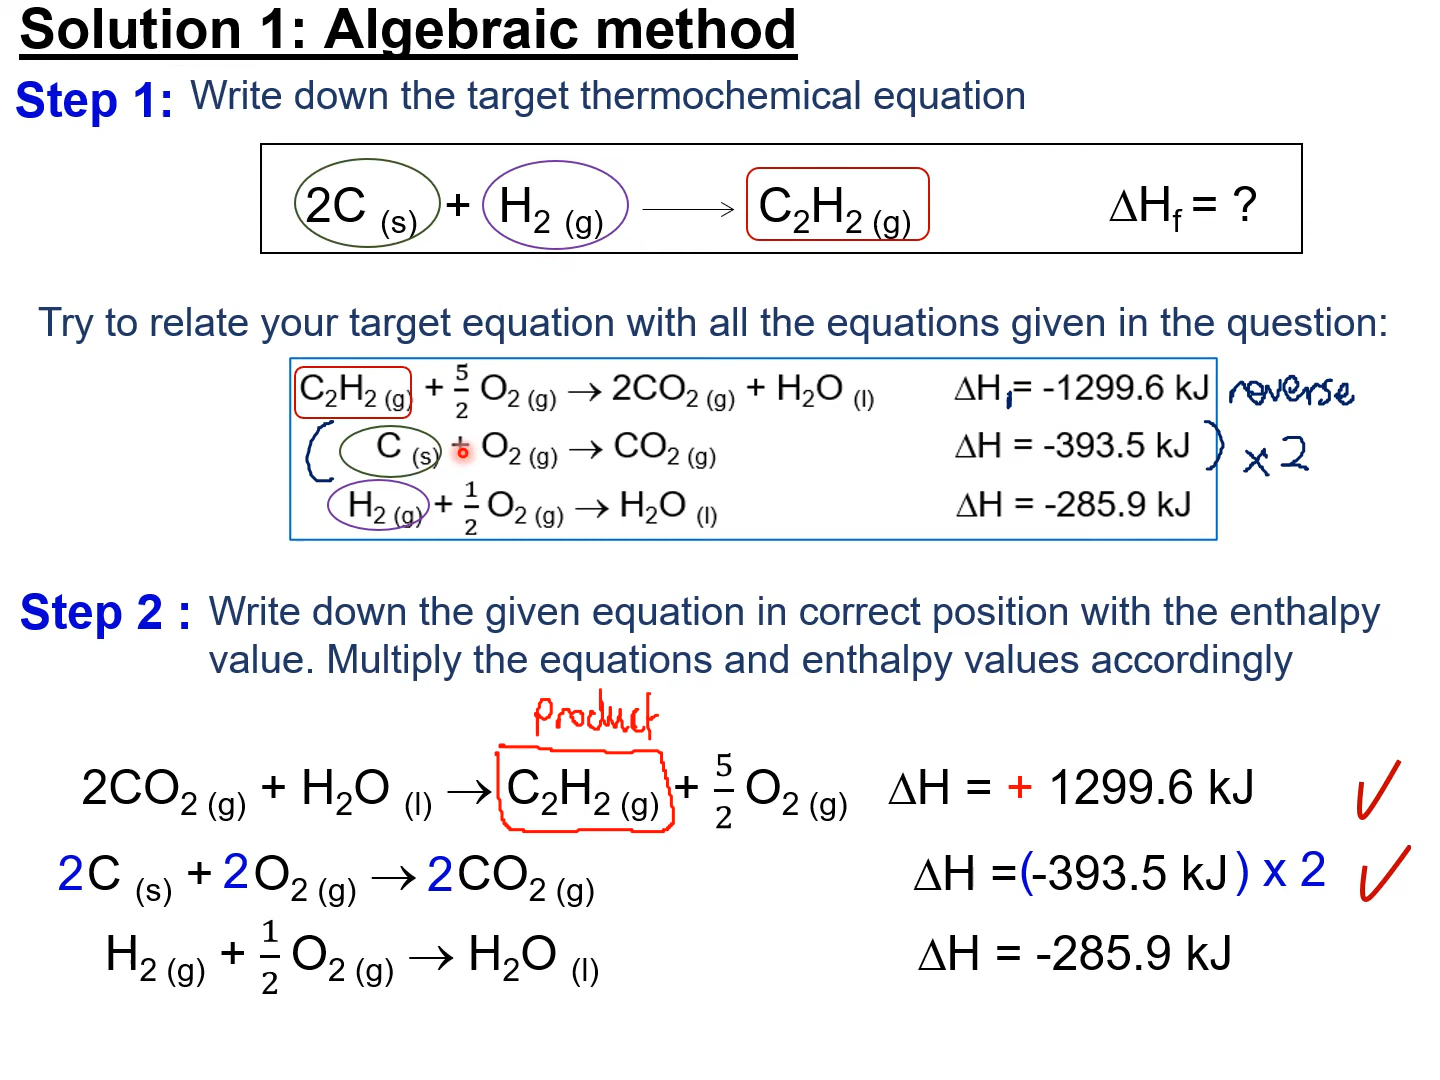 Solution 1: Algebraic method
Step 1: Write down the target thermochemical equation
2C (s) + H₂ (g) ⟶ C₂H₂ (g) ΔHf = ?
Try to relate your target equation with all the equations given in the question:
C₂H₂ (g) + 5/2 O₂ (g) → 2CO₂ (g) + H₂O (l) ΔH₁= -1299.6 kJ reverse
( C (s) + O₂ (g) → CO₂ (g) ΔH = -393.5 kJ ) x 2
H₂ (g) + 1/2 O₂ (g) → H₂O (l) ΔH = -285.9 kJ
Step 2 : Write down the given equation in correct position with the enthalpy
value. Multiply the equations and enthalpy values accordingly
Product
2CO₂ (g) + H₂O (l) → C₂H₂ (g) + 5/2 O₂ (g) ΔH = + 1299.6 kJ ✓
2C (s) + 2O₂ (g) → 2CO₂ (g) ΔH =(-393.5 kJ) x 2 ✓
H₂ (g) + 1/2 O₂ (g) → H₂O (l) ΔH = -285.9 kJ